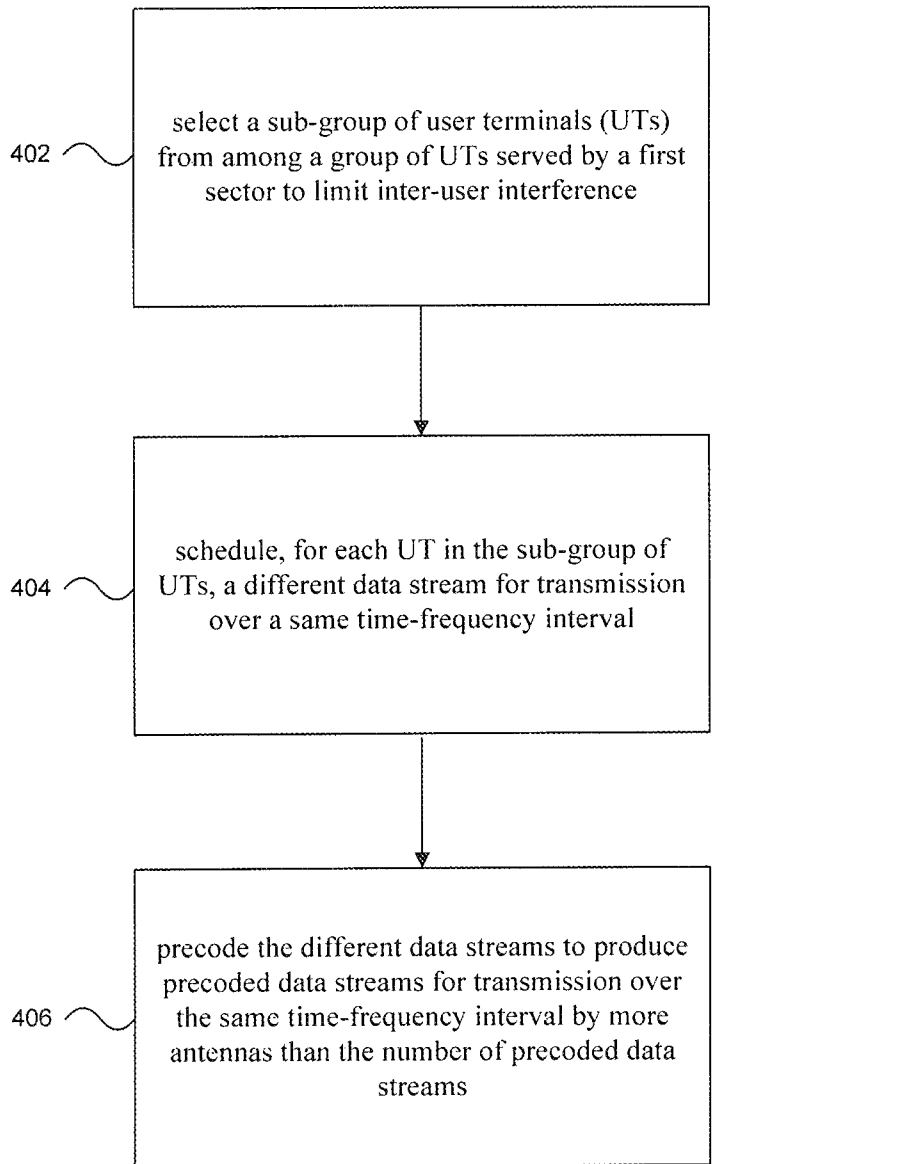 402
select a sub-group of user terminals (UTs)
from among a group of UTs served by a first
sector to limit inter-user interference
404
schedule, for each UT in the sub-group of
UTs, a different data stream for transmission
over a same time-frequency interval
406
precode the different data streams to produce
precoded data streams for transmission over
the same time-frequency interval by more
antennas than the number of precoded data
streams